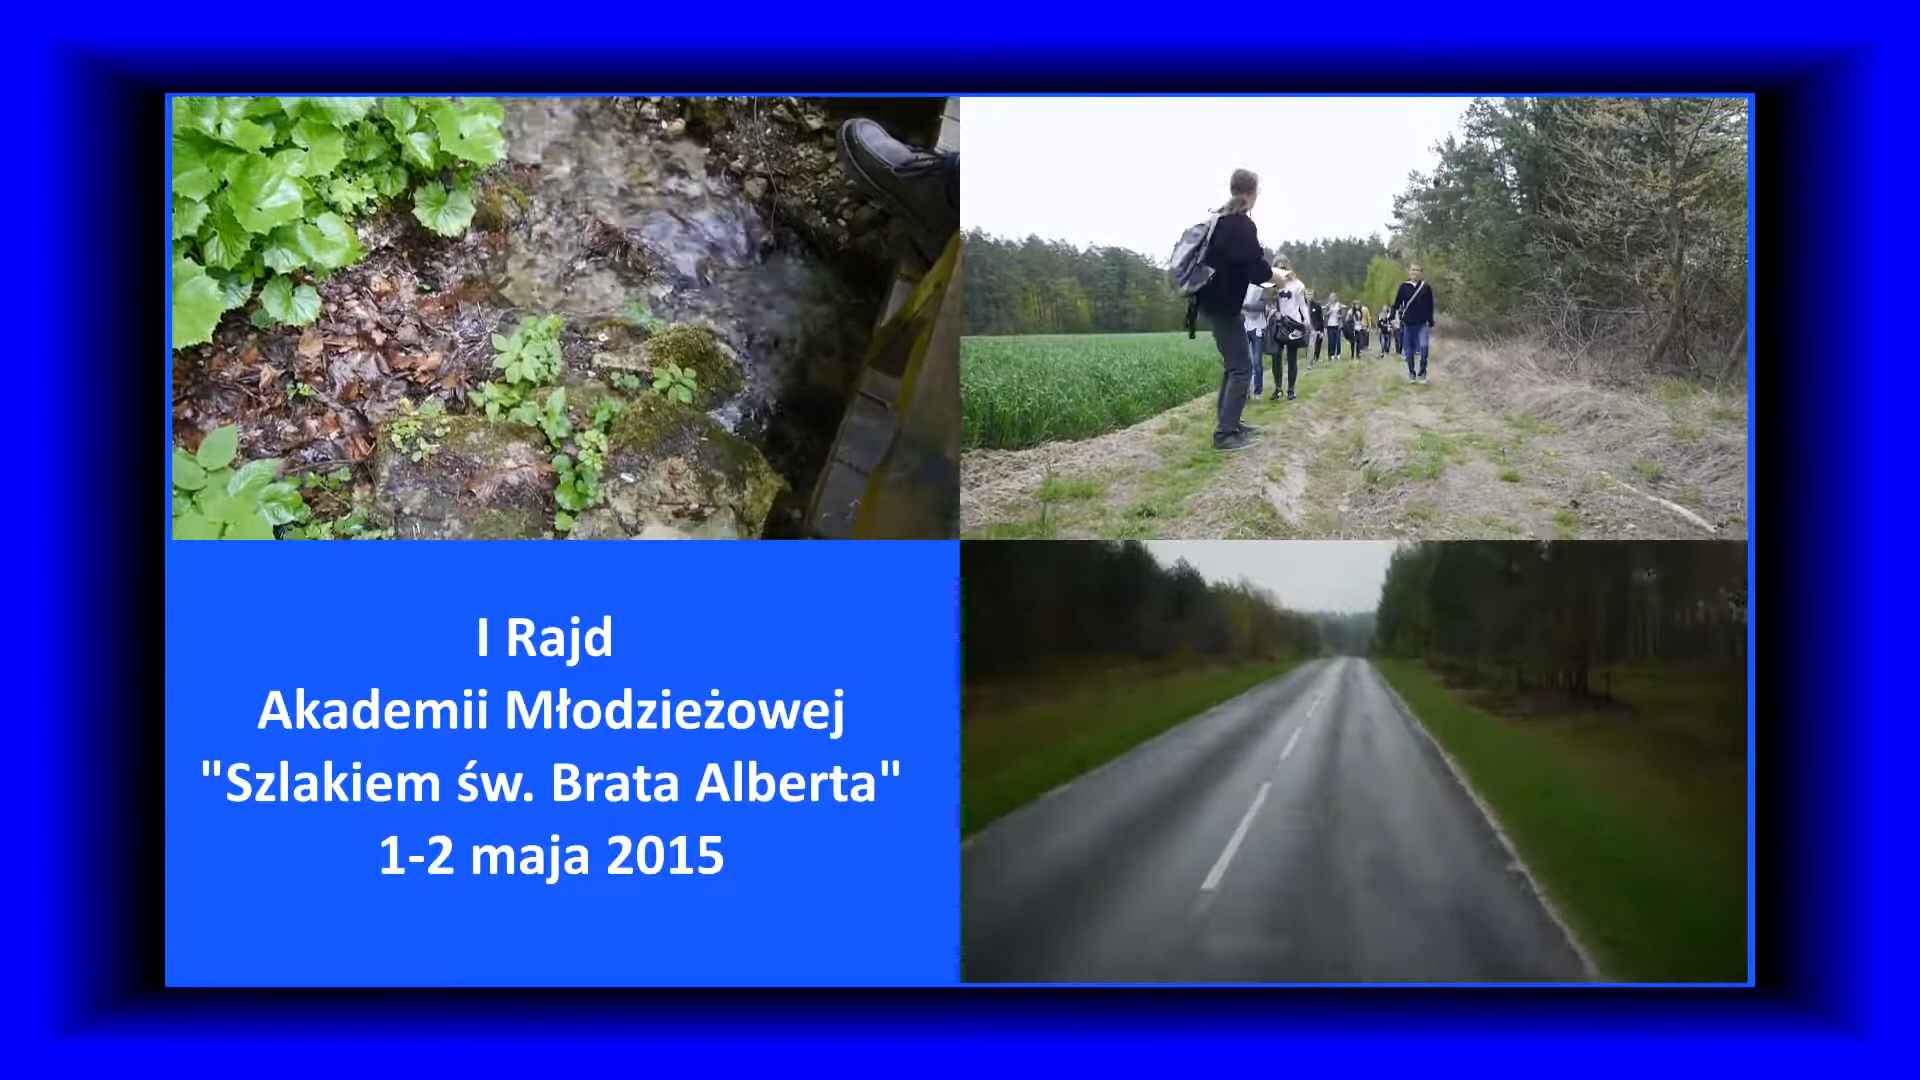 I Rajd
Akademii Młodzieżowej
"Szlakiem św. Brata Alberta"
1-2 maja 2015